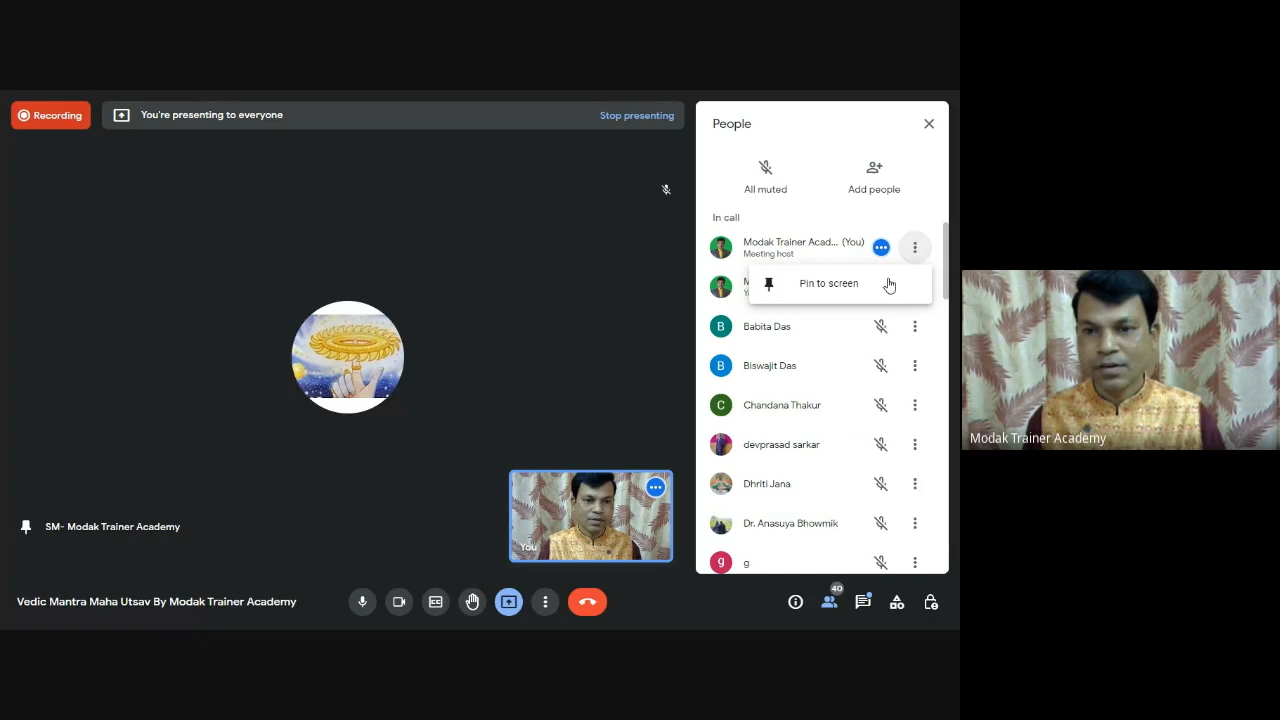 Recording
You're presenting to everyone
Stop presenting
People
All muted
Add people
In call
Modak Trainer Acad... (You)
Meeting host
Pin to screen
B
Babita Das
B
Biswajit Das
C
Chandana Thakur
devprasad sarkar
Dhriti Jana
Dr. Anasuya Bhowmik
g
g
You
SM- Modak Trainer Academy
Vedic Mantra Maha Utsav By Modak Trainer Academy
40
Modak Trainer Academy